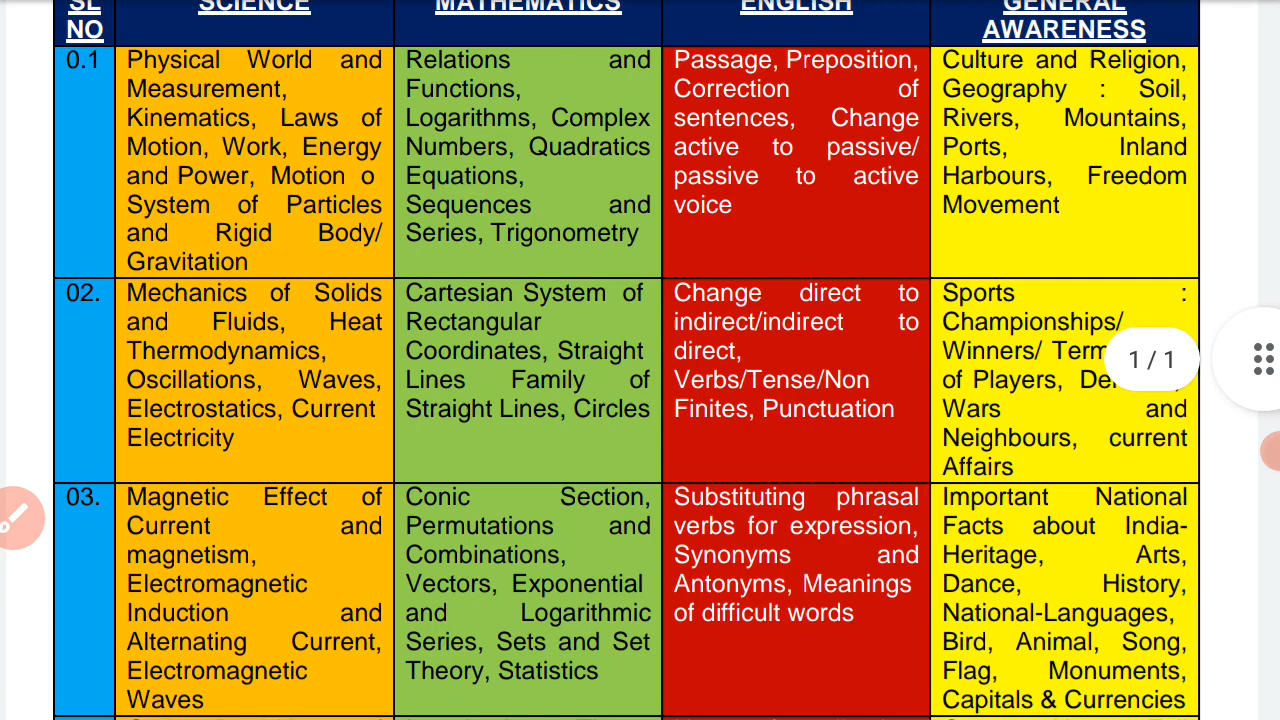 SL
NO
SCIENCE
MATHEMATICS
ENGLISH
GENERAL
AWARENESS
0.1
Physical World and
Measurement,
Kinematics, Laws of
Motion, Work, Energy
and Power, Motion o
System of Particles
and Rigid Body/
Gravitation
Relations and
Functions,
Logarithms, Complex
Numbers, Quadratics
Equations,
Sequences and
Series, Trigonometry
Passage, Preposition,
Correction of
sentences, Change
active to passive/
passive to active
voice
Culture and Religion,
Geography : Soil,
Rivers, Mountains,
Ports, Inland
Harbours, Freedom
Movement
02.
Mechanics of Solids
and Fluids, Heat
Thermodynamics,
Oscillations, Waves,
Electrostatics, Current
Electricity
Cartesian System of
Rectangular
Coordinates, Straight
Lines Family of
Straight Lines, Circles
Change direct to
indirect/indirect to
direct,
Verbs/Tense/Non
Finites, Punctuation
Sports :
Championships/
Winners/
of Players,
Wars and
Neighbours, current
Affairs
1 / 1
03.
Magnetic Effect of
Current and
magnetism,
Electromagnetic
Induction and
Alternating Current,
Electromagnetic
Waves
Conic Section,
Permutations and
Combinations,
Vectors, Exponential
and Logarithmic
Series, Sets and Set
Theory, Statistics
Substituting phrasal
verbs for expression,
Synonyms and
Antonyms, Meanings
of difficult words
Important National
Facts about India-
Heritage, Arts,
Dance, History,
National-Languages,
Bird, Animal, Song,
Flag, Monuments,
Capitals & Currencies